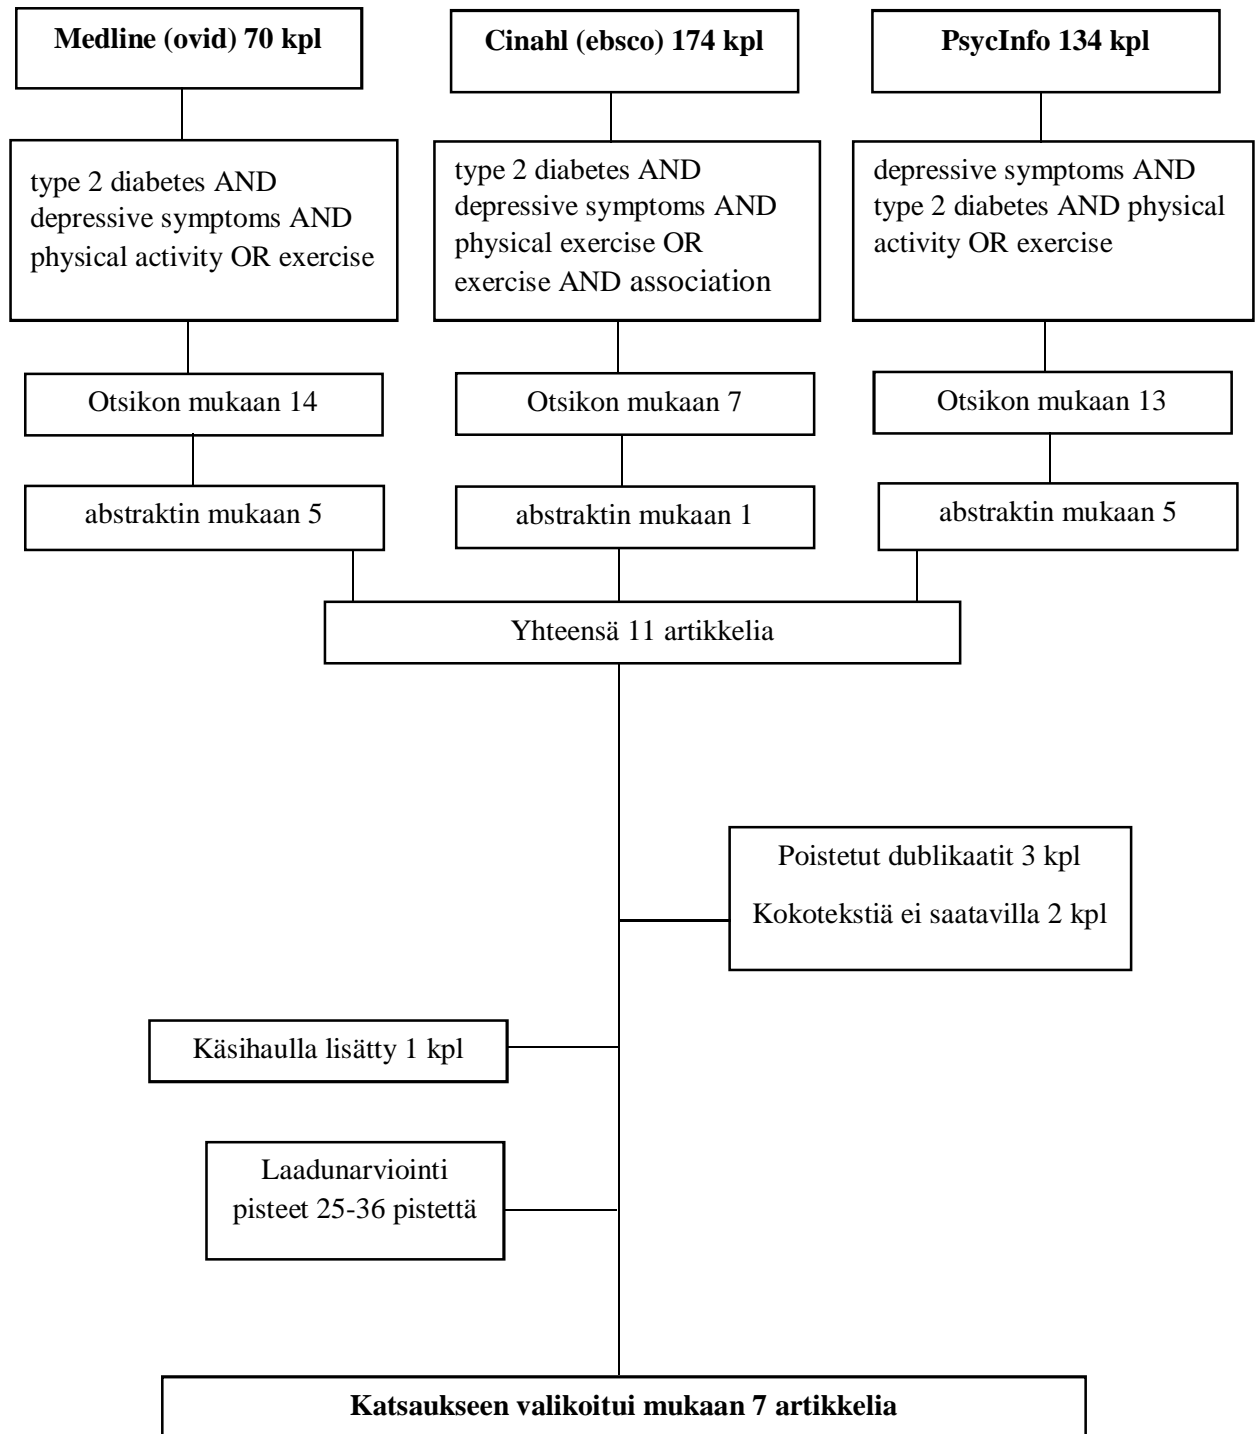 Medline (ovid) 70 kpl
Cinahl (ebsco) 174 kpl
PsycInfo 134 kpl
type 2 diabetes AND
depressive symptoms AND
physical activity OR exercise
type 2 diabetes AND
depressive symptoms AND
physical exercise OR
exercise AND association
depressive symptoms AND
type 2 diabetes AND physical
activity OR exercise
Otsikon mukaan 14
Otsikon mukaan 7
Otsikon mukaan 13
abstraktin mukaan 5
abstraktin mukaan 1
abstraktin mukaan 5
Yhteensä 11 artikkelia
Poistetut dublikaatit 3 kpl
Kokotekstiä ei saatavilla 2 kpl
Käsihaulla lisätty 1 kpl
Laadunarviointi
pisteet 25-36 pistettä
Katsaukseen valikoitui mukaan 7 artikkelia